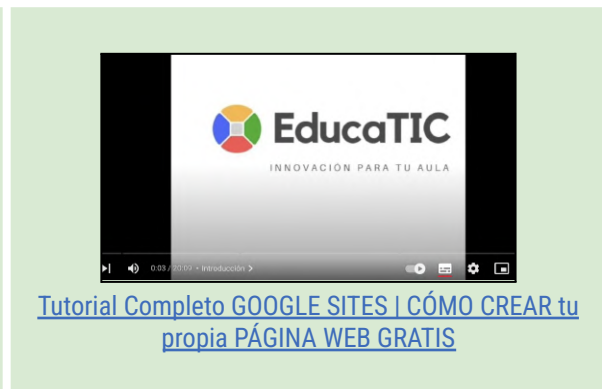 EducaTIC
INNOVACIÓN PARA TU AULA
0:03 / 20:09 • Introducción >
Tutorial Completo GOOGLE SITES | CÓMO CREAR tu
propia PÁGINA WEB GRATIS